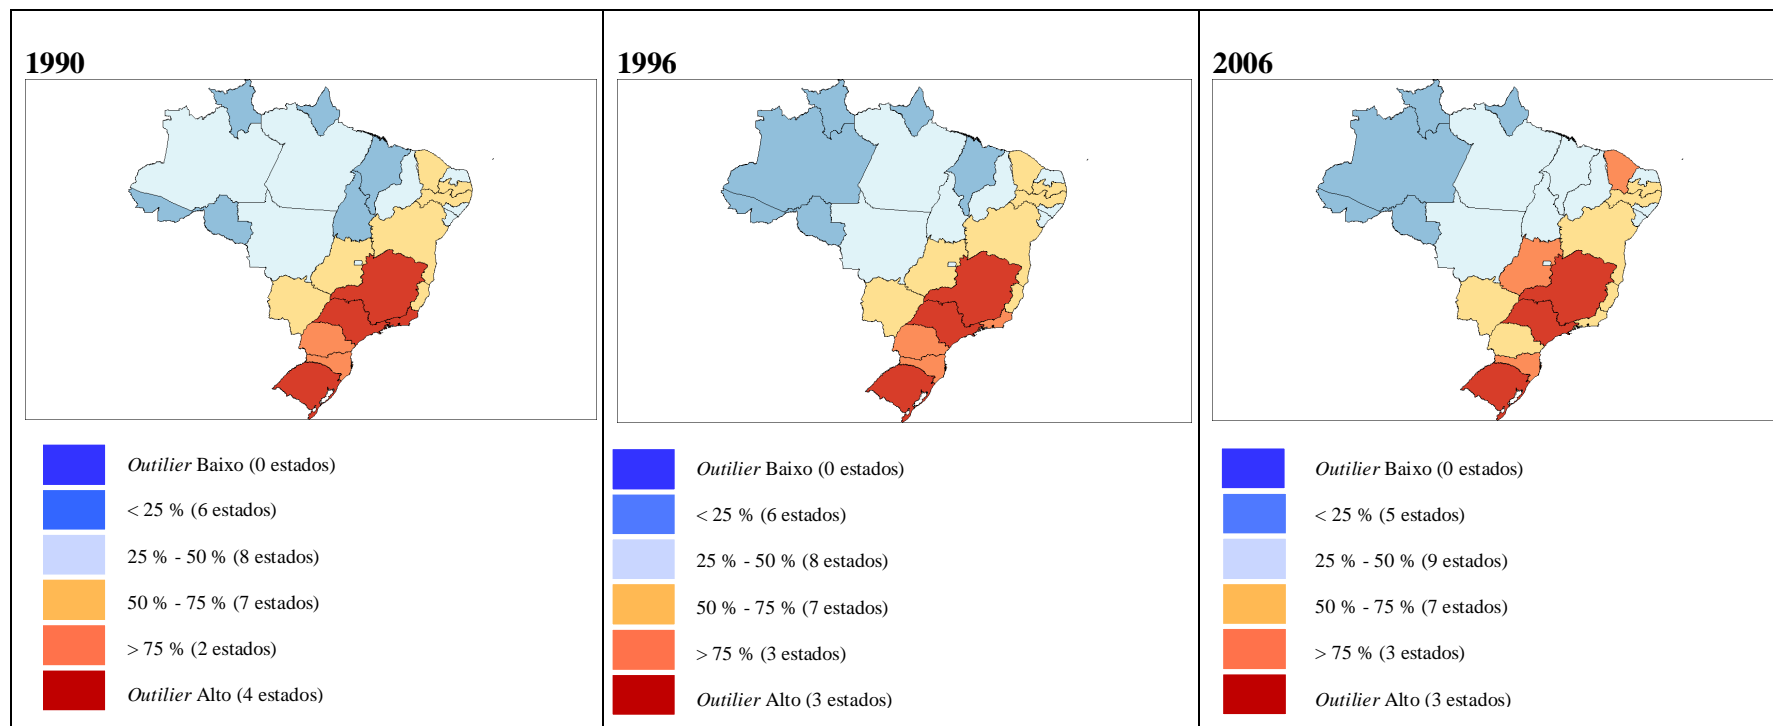 1990
Outilier Baixo (0 estados)
< 25 % (6 estados)
25 % - 50 % (8 estados)
50 % - 75 % (7 estados)
> 75 % (2 estados)
Outilier Alto (4 estados)
1996
Outilier Baixo (0 estados)
< 25 % (6 estados)
25 % - 50 % (8 estados)
50 % - 75 % (7 estados)
> 75 % (3 estados)
Outilier Alto (3 estados)
2006
Outilier Baixo (0 estados)
< 25 % (5 estados)
25 % - 50 % (9 estados)
50 % - 75 % (7 estados)
> 75 % (3 estados)
Outilier Alto (3 estados)